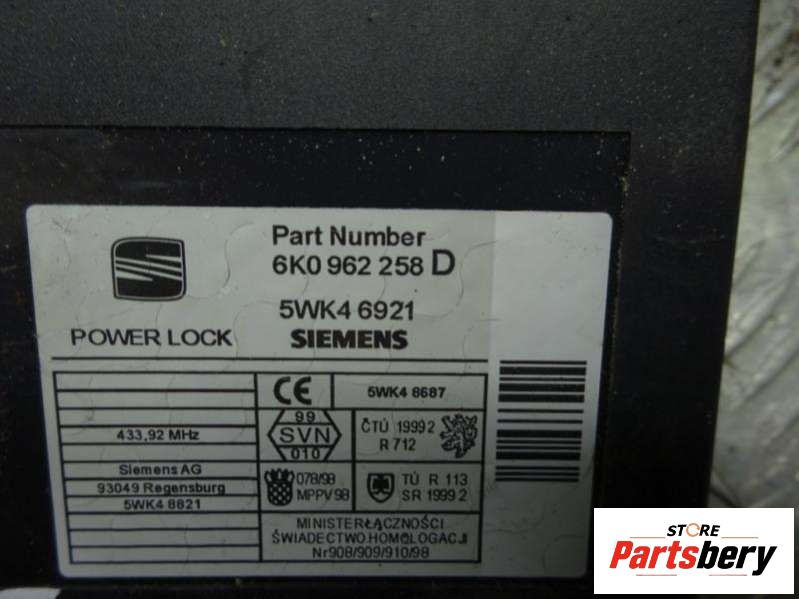 Part Number
6K0 962 258 D
5WK4 6921
POWER LOCK SIEMENS
CE 5WK4 8687
433,92 MHz
99
SVN
010
ČTÚ 1999 2
R 712
Siemens AG
93049 Regensburg
5WK4 8821
078/98
MPPV 98
TÚ R 113
SR 1999 2
MINISTER.ŁĄCZNOŚCI
ŚWIADECTWO.HOMOLOGACJI
Nr908/909/910/98
STORE
Partsbery